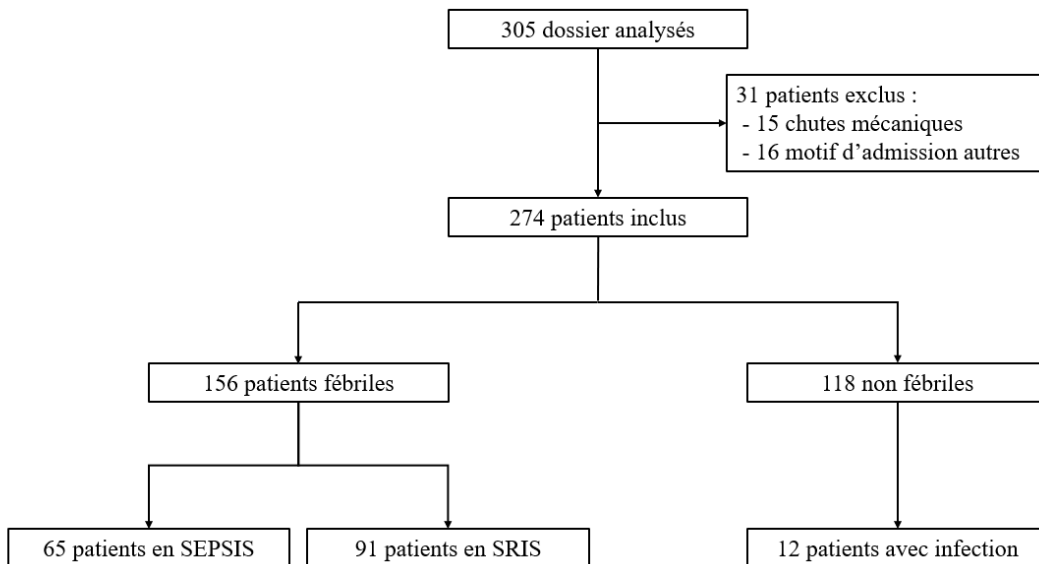 305 dossier analysés
31 patients exclus :
- 15 chutes mécaniques
- 16 motif d’admission autres
274 patients inclus
156 patients fébriles
118 non fébriles
65 patients en SEPSIS
91 patients en SRIS
12 patients avec infection